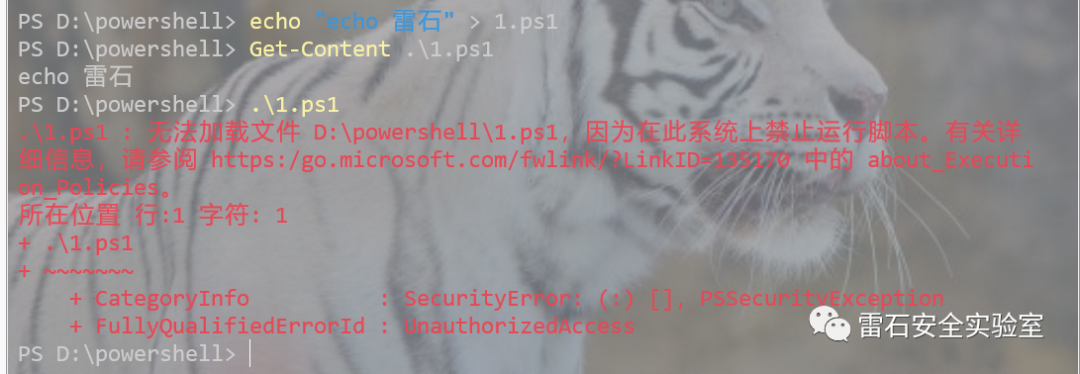 PS D:\powershell> echo "echo 雷石" > 1.ps1
PS D:\powershell> Get-Content .\1.ps1
echo 雷石
PS D:\powershell> .\1.ps1
.\1.ps1 : 无法加载文件 D:\powershell\1.ps1，因为在此系统上禁止运行脚本。有关详
细信息，请参阅 https:/go.microsoft.com/fwlink/?LinkID=135170 中的 about_Executi
on_Policies。
所在位置 行:1 字符: 1
+ .\1.ps1
+ ~~~~~~~
    + CategoryInfo          : SecurityError: (:) [], PSSecurityException
    + FullyQualifiedErrorId : UnauthorizedAccess
PS D:\powershell>
雷石安全实验室